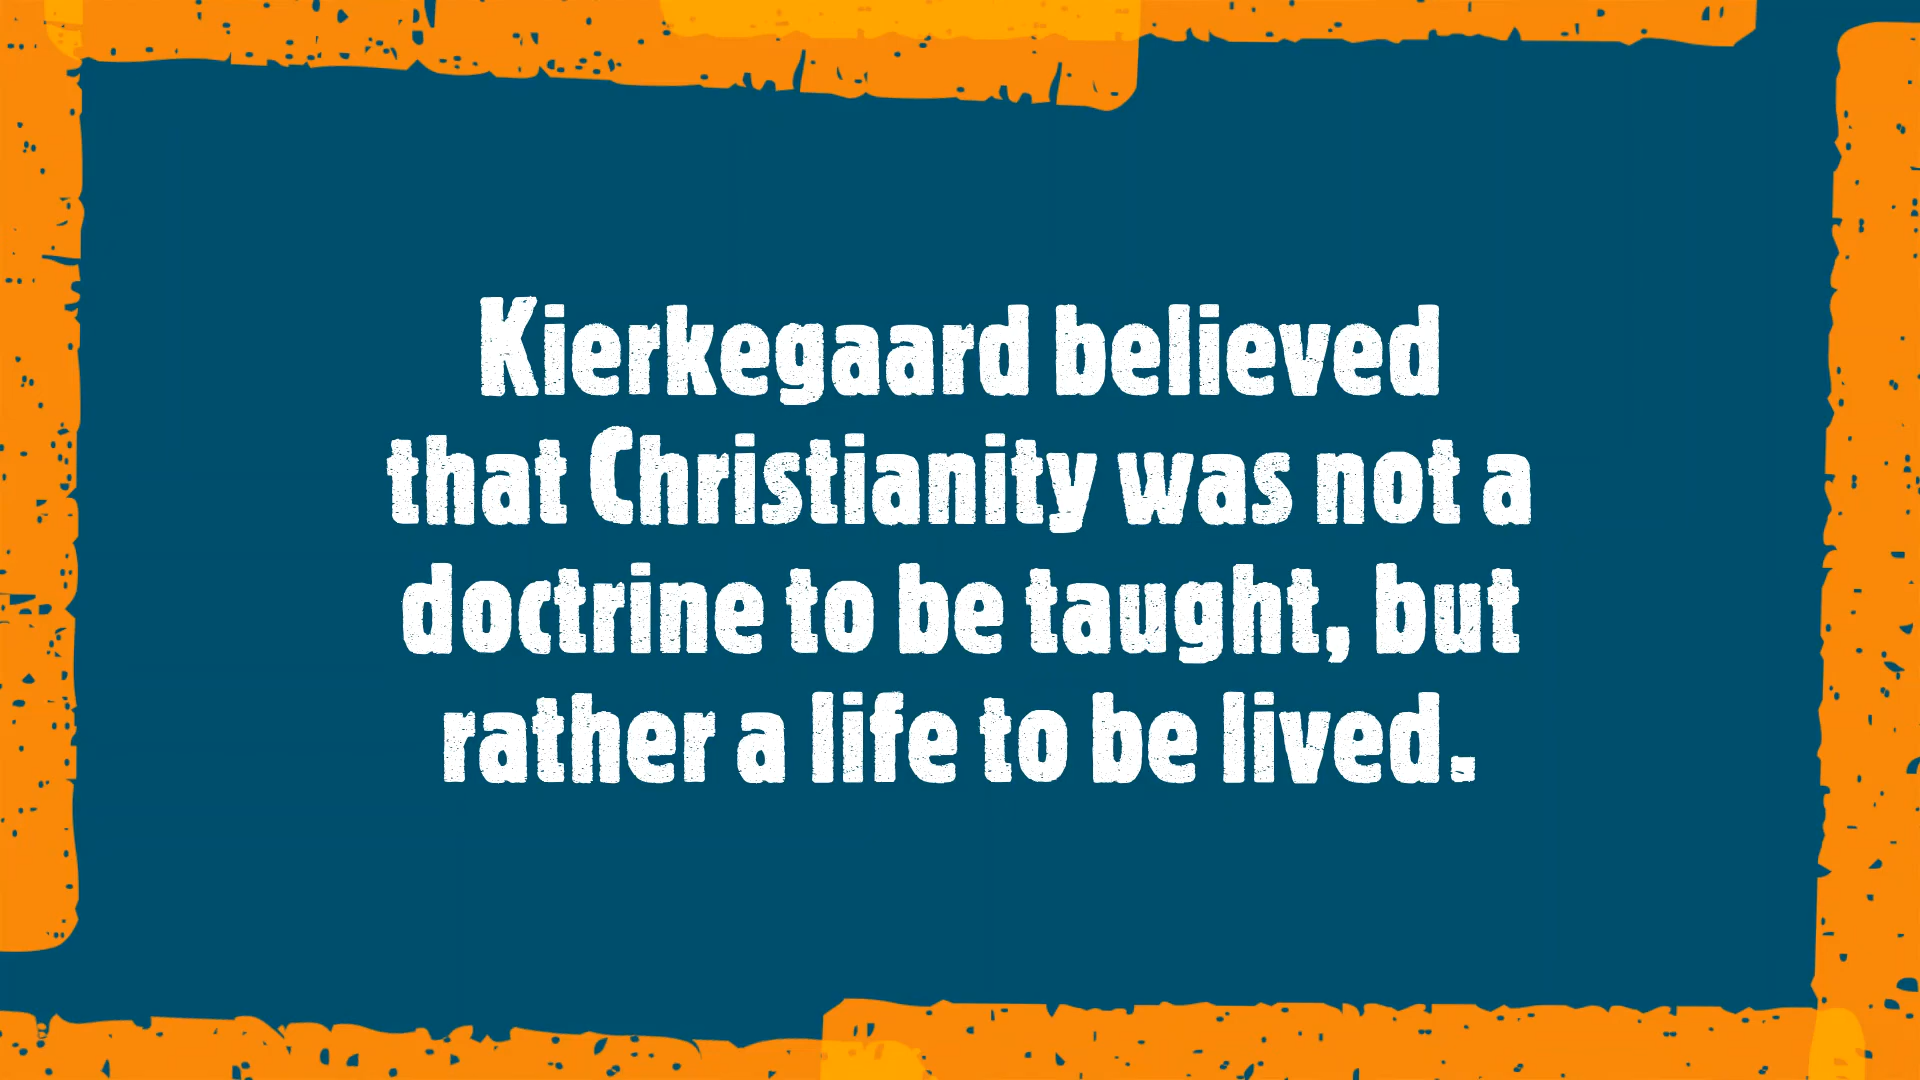 Kierkegaard believed
that Christianity was not a
doctrine to be taught, but
rather a life to be lived.